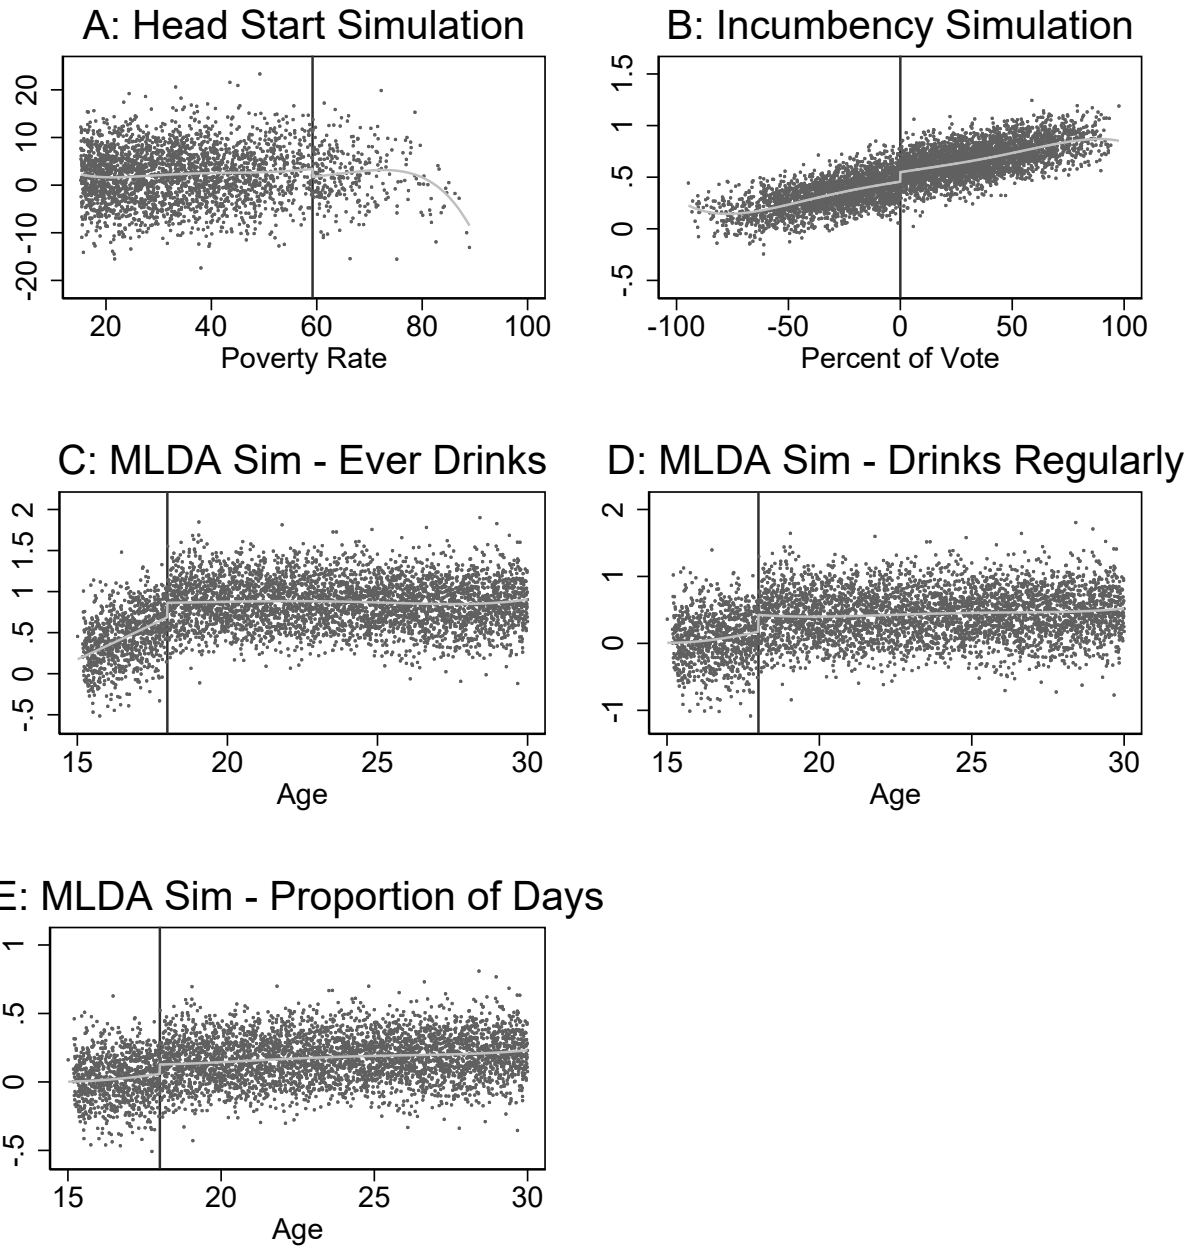 A: Head Start Simulation
20
10
0
-10
-20
20 40 60 80 100
Poverty Rate
B: Incumbency Simulation
1.5
1
.5
0
-.5
-100 -50 0 50 100
Percent of Vote
C: MLDA Sim - Ever Drinks
2
1.5
1
.5
0
-.5
15 20 25 30
Age
D: MLDA Sim - Drinks Regularly
2
1
0
-1
15 20 25 30
Age
E: MLDA Sim - Proportion of Days
1
.5
0
-.5
15 20 25 30
Age